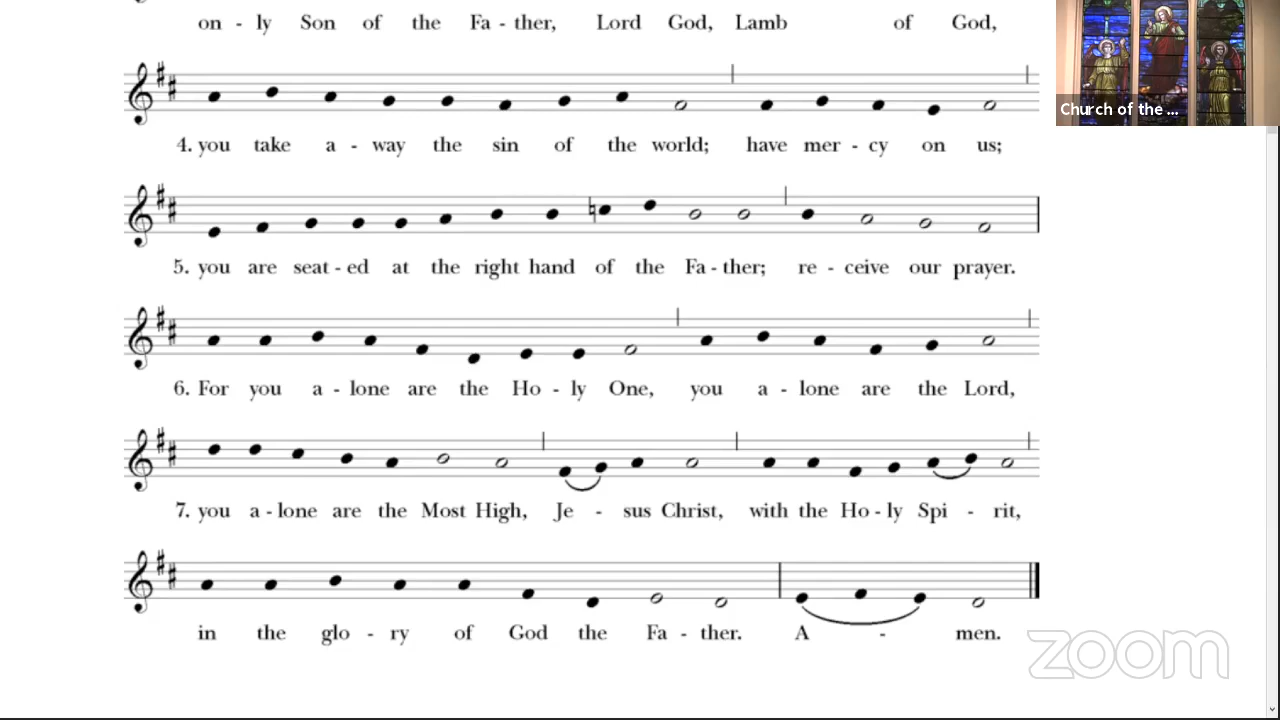 on - ly Son of the Fa - ther, Lord God, Lamb of God,
Church of the ...
4. you take a - way the sin of the world; have mer - cy on us;
5. you are seat - ed at the right hand of the Fa - ther; re - ceive our prayer.
6. For you a - lone are the Ho - ly One, you a - lone are the Lord,
7. you a - lone are the Most High, Je - sus Christ, with the Ho - ly Spi - rit,
in the glo - ry of God the Fa - ther. A - men.
zoom